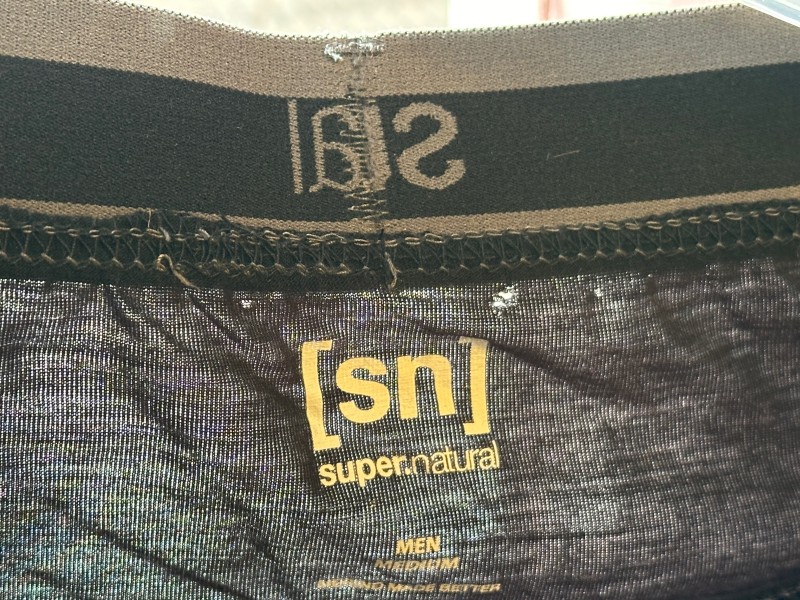 [sn]
super.natural
MEN
MEDIUM
MERINO MADE BETTER